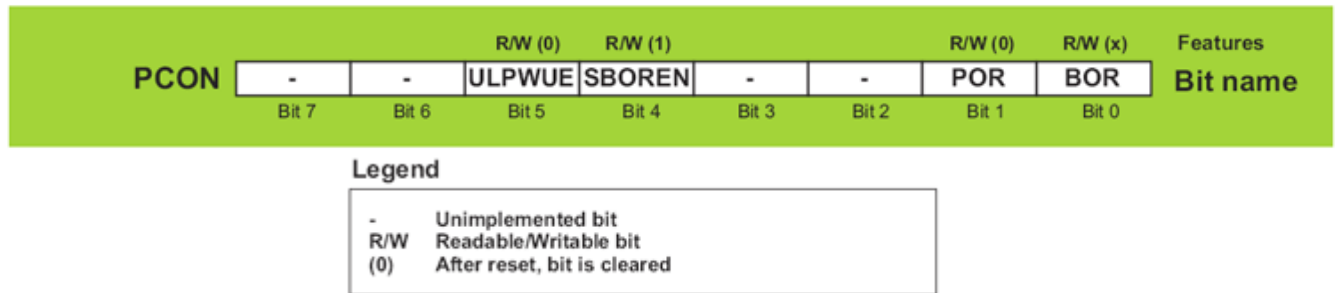 R/W (0) R/W (1) R/W (0) R/W (x) Features
PCON - - ULPWUE SBOREN - - POR BOR Bit name
Bit 7 Bit 6 Bit 5 Bit 4 Bit 3 Bit 2 Bit 1 Bit 0
Legend
- Unimplemented bit
R/W Readable/Writable bit
(0) After reset, bit is cleared